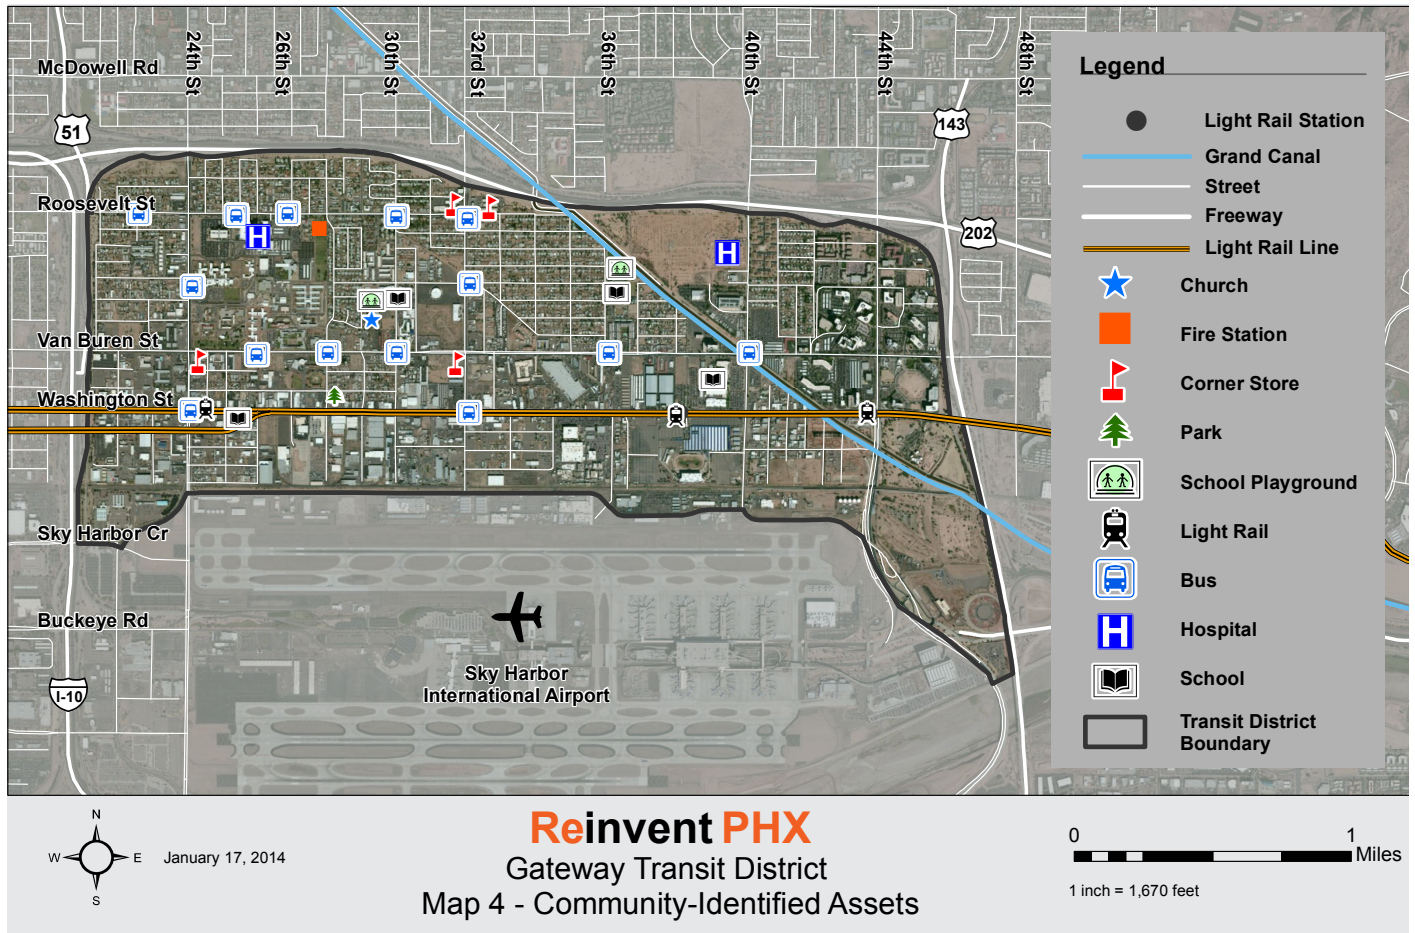 24th St
26th St
30th St
32rd St
36th St
40th St
44th St
48th St
McDowell Rd
51
143
Roosevelt St
202
H
H
Van Buren St
Washington St
Sky Harbor Cr
Buckeye Rd
Sky Harbor
International Airport
I-10
Legend
Light Rail Station
Grand Canal
Street
Freeway
Light Rail Line
Church
Fire Station
Corner Store
Park
School Playground
Light Rail
Bus
H Hospital
School
Transit District
Boundary
N
W E
S
January 17, 2014
Reinvent PHX
Gateway Transit District
Map 4 - Community-Identified Assets
0 1
Miles
1 inch = 1,670 feet